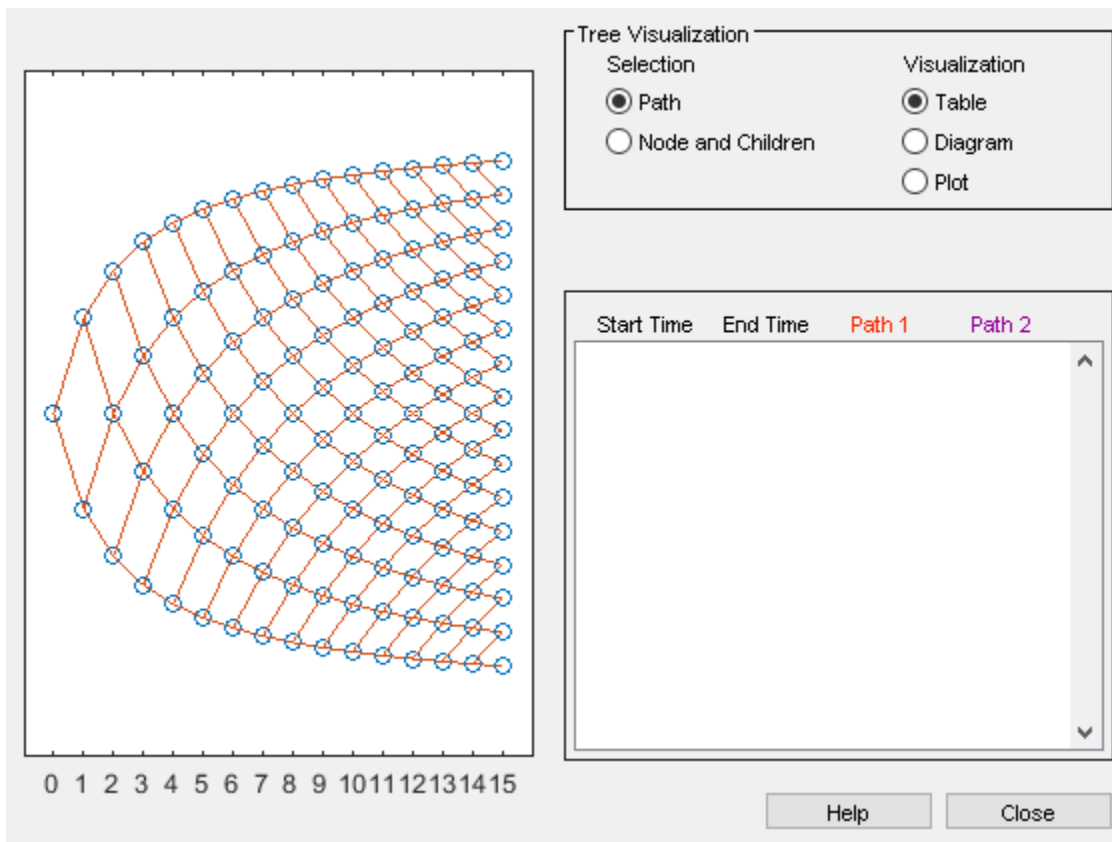 Tree Visualization
Selection
Path
Node and Children
Visualization
Table
Diagram
Plot
Start Time End Time Path 1 Path 2
0 1 2 3 4 5 6 7 8 9 10 11 12 13 14 15
Help Close